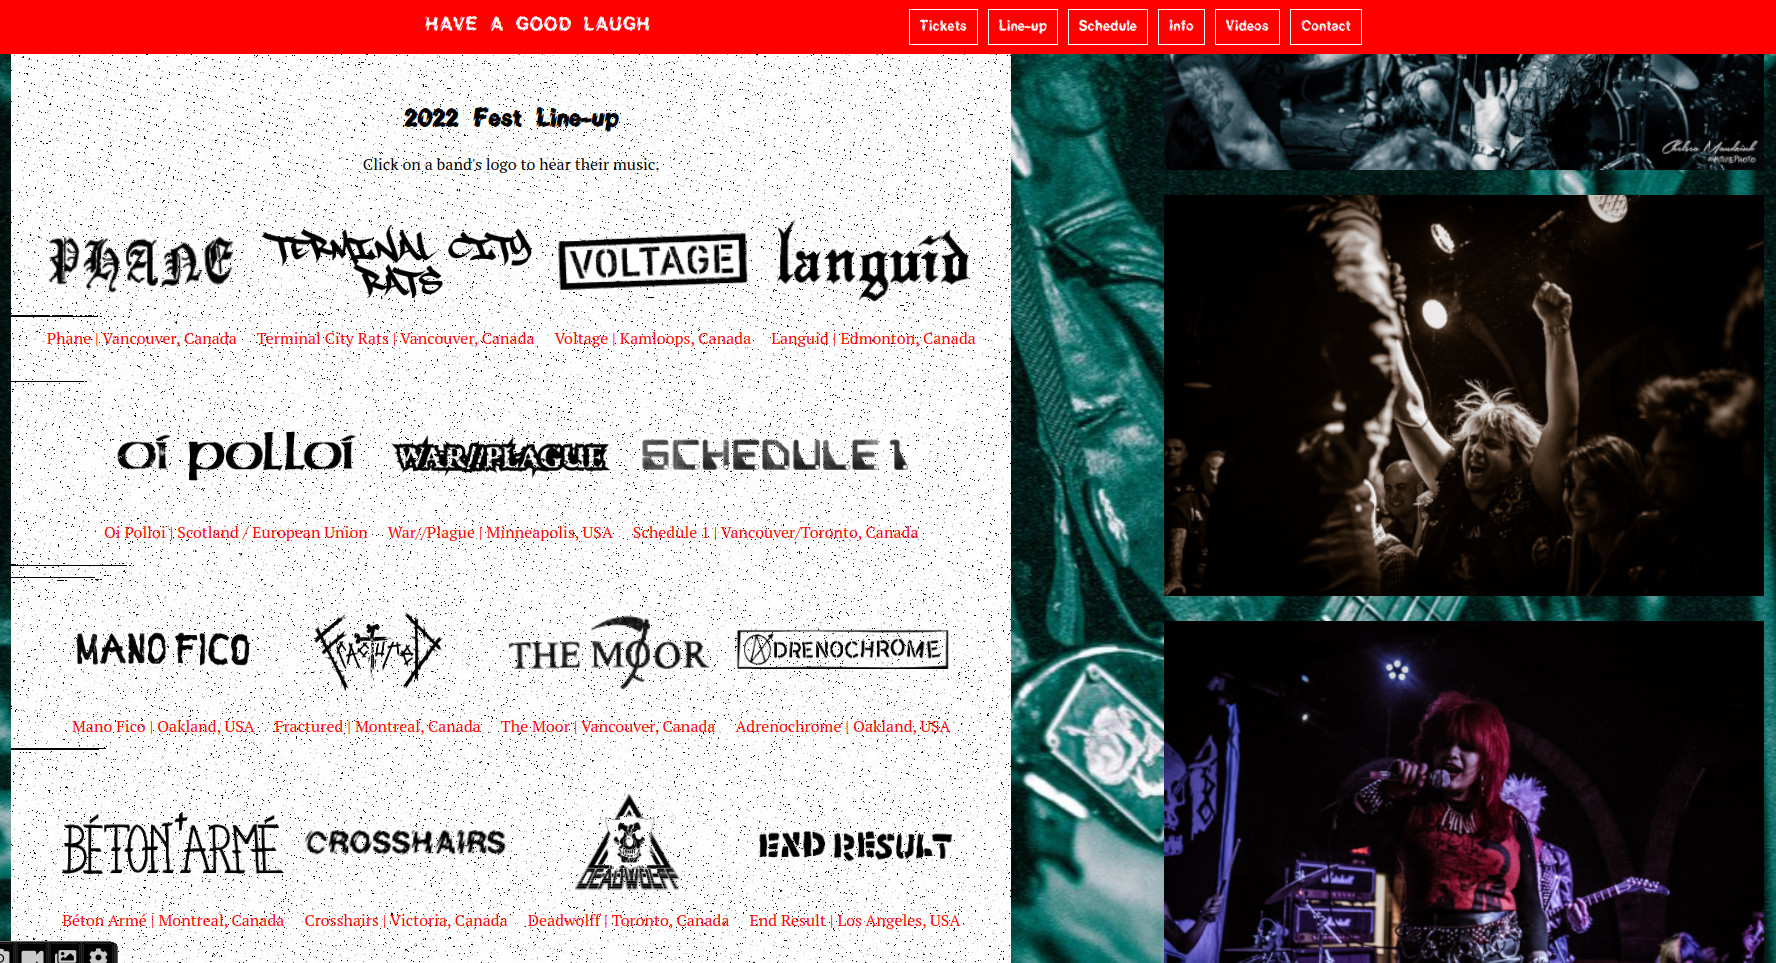 HAVE A GOOD LAUGH
Tickets
Line-up
Schedule
Info
Videos
Contact
2022 Fest Line-up
Click on a band's logo to hear their music.
PHANE
TERMINAL CITY
RATS
VOLTAGE
languid
Phane | Vancouver, Canada
Terminal City Rats | Vancouver, Canada
Voltage | Kamloops, Canada
Languid | Edmonton, Canada
oi polloi
WAR//PLAGUE
SCHEDULE 1
Oi Polloi | Scotland / European Union
War//Plague | Minneapolis, USA
Schedule 1 | Vancouver/Toronto, Canada
MANO FICO
FRACTURED
THE MOOR
ADRENOCHROME
Mano Fico | Oakland, USA
Fractured | Montreal, Canada
The Moor | Vancouver, Canada
Adrenochrome | Oakland, USA
BÉTON ARMÉ
CROSSHAIRS
DEADWOLFF
END RESULT
Béton Armé | Montreal, Canada
Crosshairs | Victoria, Canada
Deadwolff | Toronto, Canada
End Result | Los Angeles, USA
Marshall
Marshall